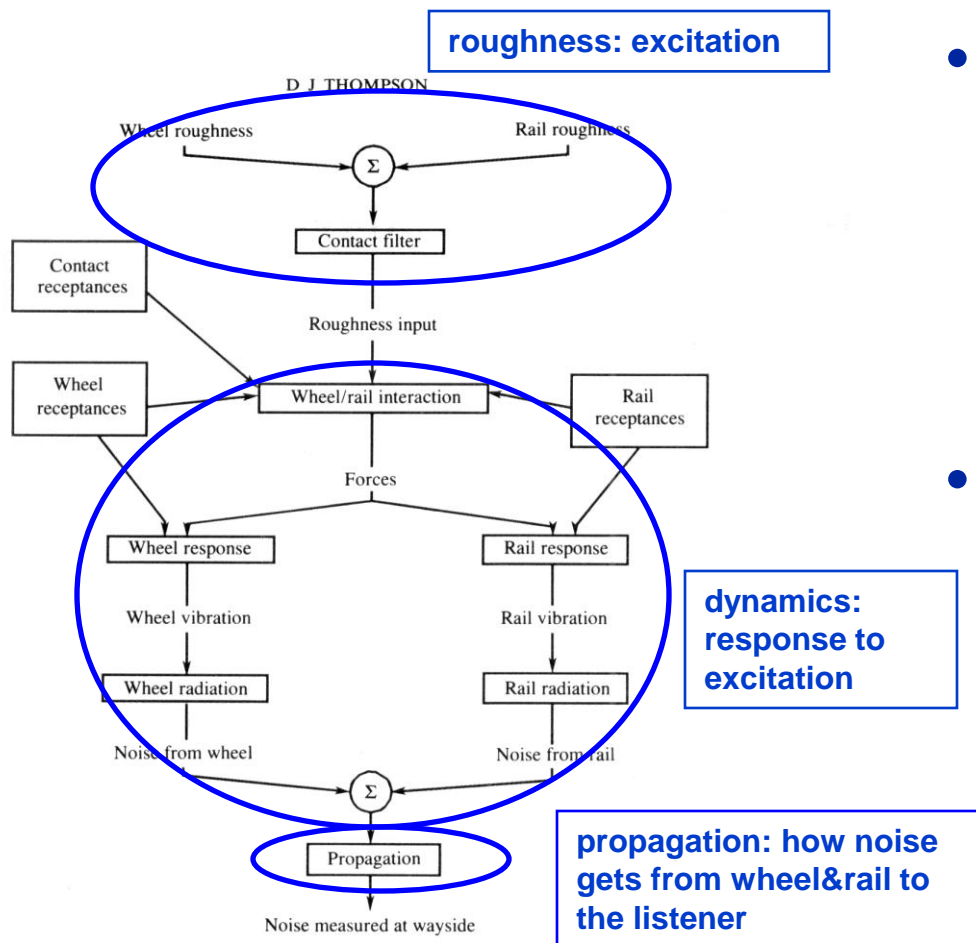 roughness: excitation
D J THOMPSON
Wheel roughness
Rail roughness
Σ
Contact filter
Contact
receptances
Roughness input
Wheel
receptances
Wheel/rail interaction
Rail
receptances
Forces
Wheel response
Rail response
dynamics:
response to
excitation
Wheel vibration
Rail vibration
Wheel radiation
Rail radiation
Noise from wheel
Noise from rail
Σ
propagation: how noise
gets from wheel&rail to
the listener
Propagation
Noise measured at wayside